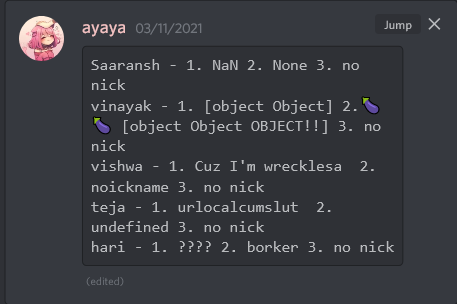 ayaya 03/11/2021 Jump
Saaransh - 1. NaN 2. None 3. no
nick
vinayak - 1. [object Object] 2.🍆
🍆 [object Object OBJECT!!] 3. no
nick
vishwa - 1. Cuz I'm wrecklesa  2.
noickname 3. no nick
teja - 1. urlocalcumslut  2.
undefined 3. no nick
hari - 1. ???? 2. borker 3. no nick
(edited)